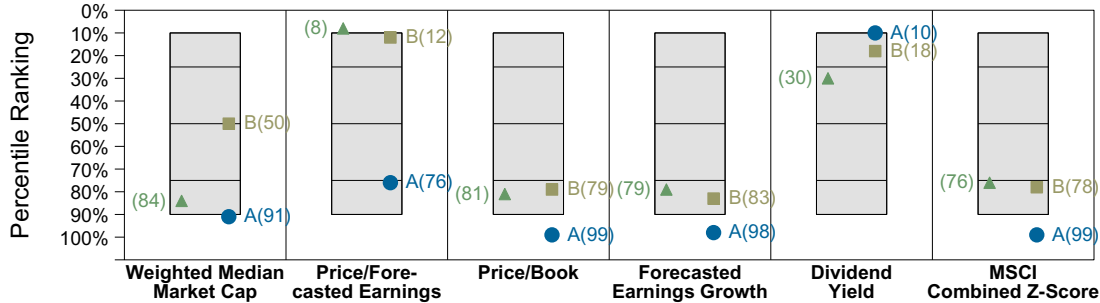 Percentile Ranking
0%
10%
20%
30%
40%
50%
60%
70%
80%
90%
100%
(84)
B(50)
A(91)
(8)
B(12)
A(76)
(81)
B(79)
A(99)
(79)
B(83)
A(98)
(30)
A(10)
B(18)
(76)
B(78)
A(99)
Weighted Median
Market Cap
Price/Fore-
casted Earnings
Price/Book
Forecasted
Earnings Growth
Dividend
Yield
MSCI
Combined Z-Score